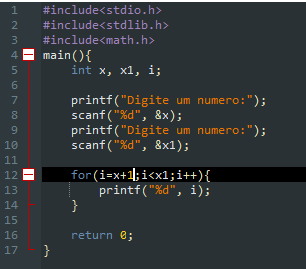 1 #include<stdio.h>
2 #include<stdlib.h>
3 #include<math.h>
4 main(){
5     int x, x1, i;
6
7     printf("Digite um numero:");
8     scanf("%d", &x);
9     printf("Digite um numero:");
10     scanf("%d", &x1);
11
12     for(i=x+1;i<x1;i++){
13         printf("%d", i);
14     }
15
16     return 0;
17 }